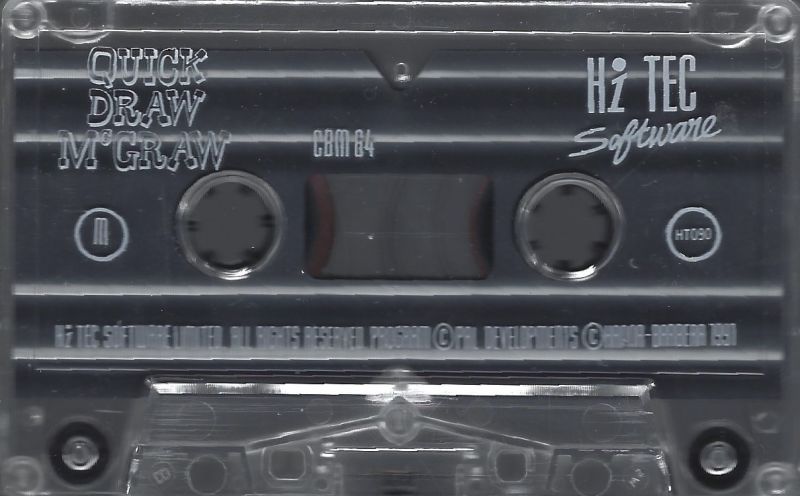 QUICK
DRAW
McGRAW
CBM 64
Hi TEC
Software
M
HT090
Hi TEC SOFTWARE LIMITED. ALL RIGHTS RESERVED. PROGRAM © PAL DEVELOPMENTS © HANNA-BARBERA 1991